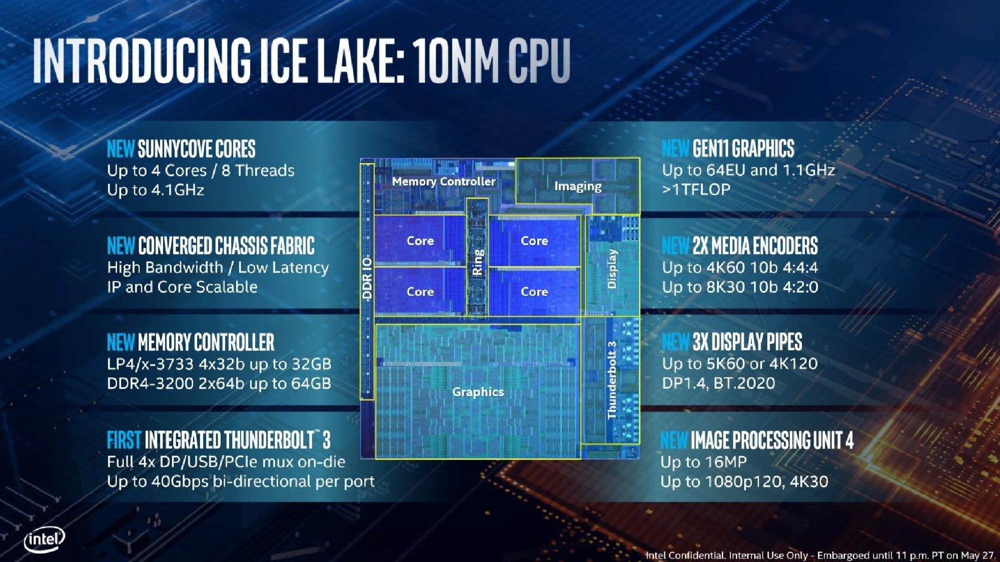 INTRODUCING ICE LAKE: 10NM CPU
NEW SUNNYCOVE CORES
Up to 4 Cores / 8 Threads
Up to 4.1GHz
NEW CONVERGED CHASSIS FABRIC
High Bandwidth / Low Latency
IP and Core Scalable
NEW MEMORY CONTROLLER
LP4/x-3733 4x32b up to 32GB
DDR4-3200 2x64b up to 64GB
FIRST INTEGRATED THUNDERBOLT™ 3
Full 4x DP/USB/PCIe mux on-die
Up to 40Gbps bi-directional per port
Memory Controller
Imaging
DDR IO
Core
Core
Ring
Core
Core
Display
Graphics
Thunderbolt 3
NEW GEN11 GRAPHICS
Up to 64EU and 1.1GHz
>1TFLOP
NEW 2X MEDIA ENCODERS
Up to 4K60 10b 4:4:4
Up to 8K30 10b 4:2:0
NEW 3X DISPLAY PIPES
Up to 5K60 or 4K120
DP1.4, BT.2020
NEW IMAGE PROCESSING UNIT 4
Up to 16MP
Up to 1080p120, 4K30
intel
Intel Confidential. Internal Use Only - Embargoed until 11 p.m. PT on May 27.